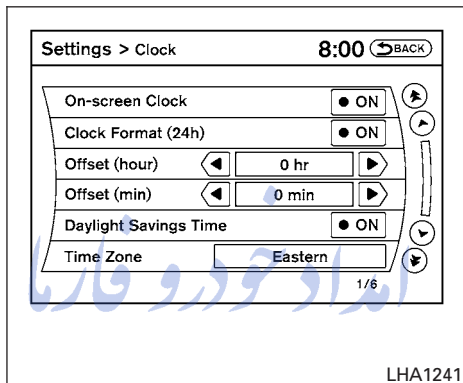 Settings > Clock 8:00 BACK
On-screen Clock ON
Clock Format (24h) ON
Offset (hour) 0 hr
Offset (min) 0 min
Daylight Savings Time ON
Time Zone Eastern
1/6
امداد خودرو فارما
LHA1241